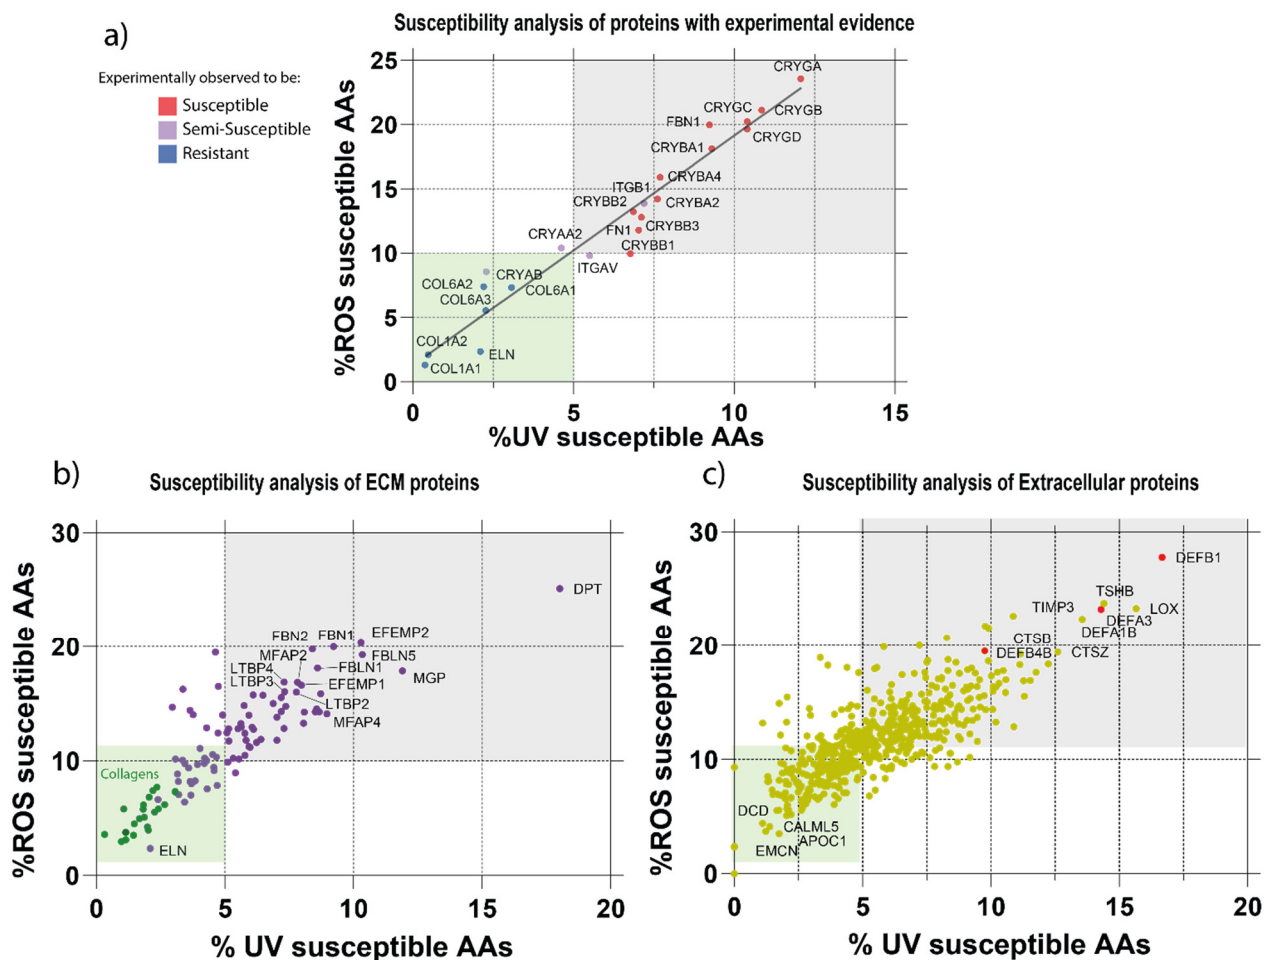 a)
Susceptibility analysis of proteins with experimental evidence
Experimentally observed to be:
Susceptible
Semi-Susceptible
Resistant
%ROS susceptible AAs
25
20
15
10
5
0
CRYGA
CRYGC
CRYGB
FBN1
CRYGD
CRYBA1
CRYBA4
ITGB1
CRYBB2
CRYBA2
CRYBB3
FN1
CRYAA2
CRYBB1
ITGAV
CRYAB
COL6A2
COL6A1
COL6A3
COL1A2
ELN
COL1A1
0
5
10
15
%UV susceptible AAs
b)
Susceptibility analysis of ECM proteins
%ROS susceptible AAs
30
20
10
0
DPT
FBN2
FBN1
EFEMP2
MFAP2
FBLN5
LTBP4
FBLN1
MGP
LTBP3
EFEMP1
LTBP2
MFAP4
Collagens
ELN
0
5
10
15
20
% UV susceptible AAs
c)
Susceptibility analysis of Extracellular proteins
%ROS susceptible AAs
30
20
10
0
DEFB1
TSHB
TIMP3
LOX
DEFA3
DEFA1B
CTSB
DEFB4B
CTSZ
DCD
CALML5
APOC1
EMCN
0
5
10
15
20
% UV susceptible AAs